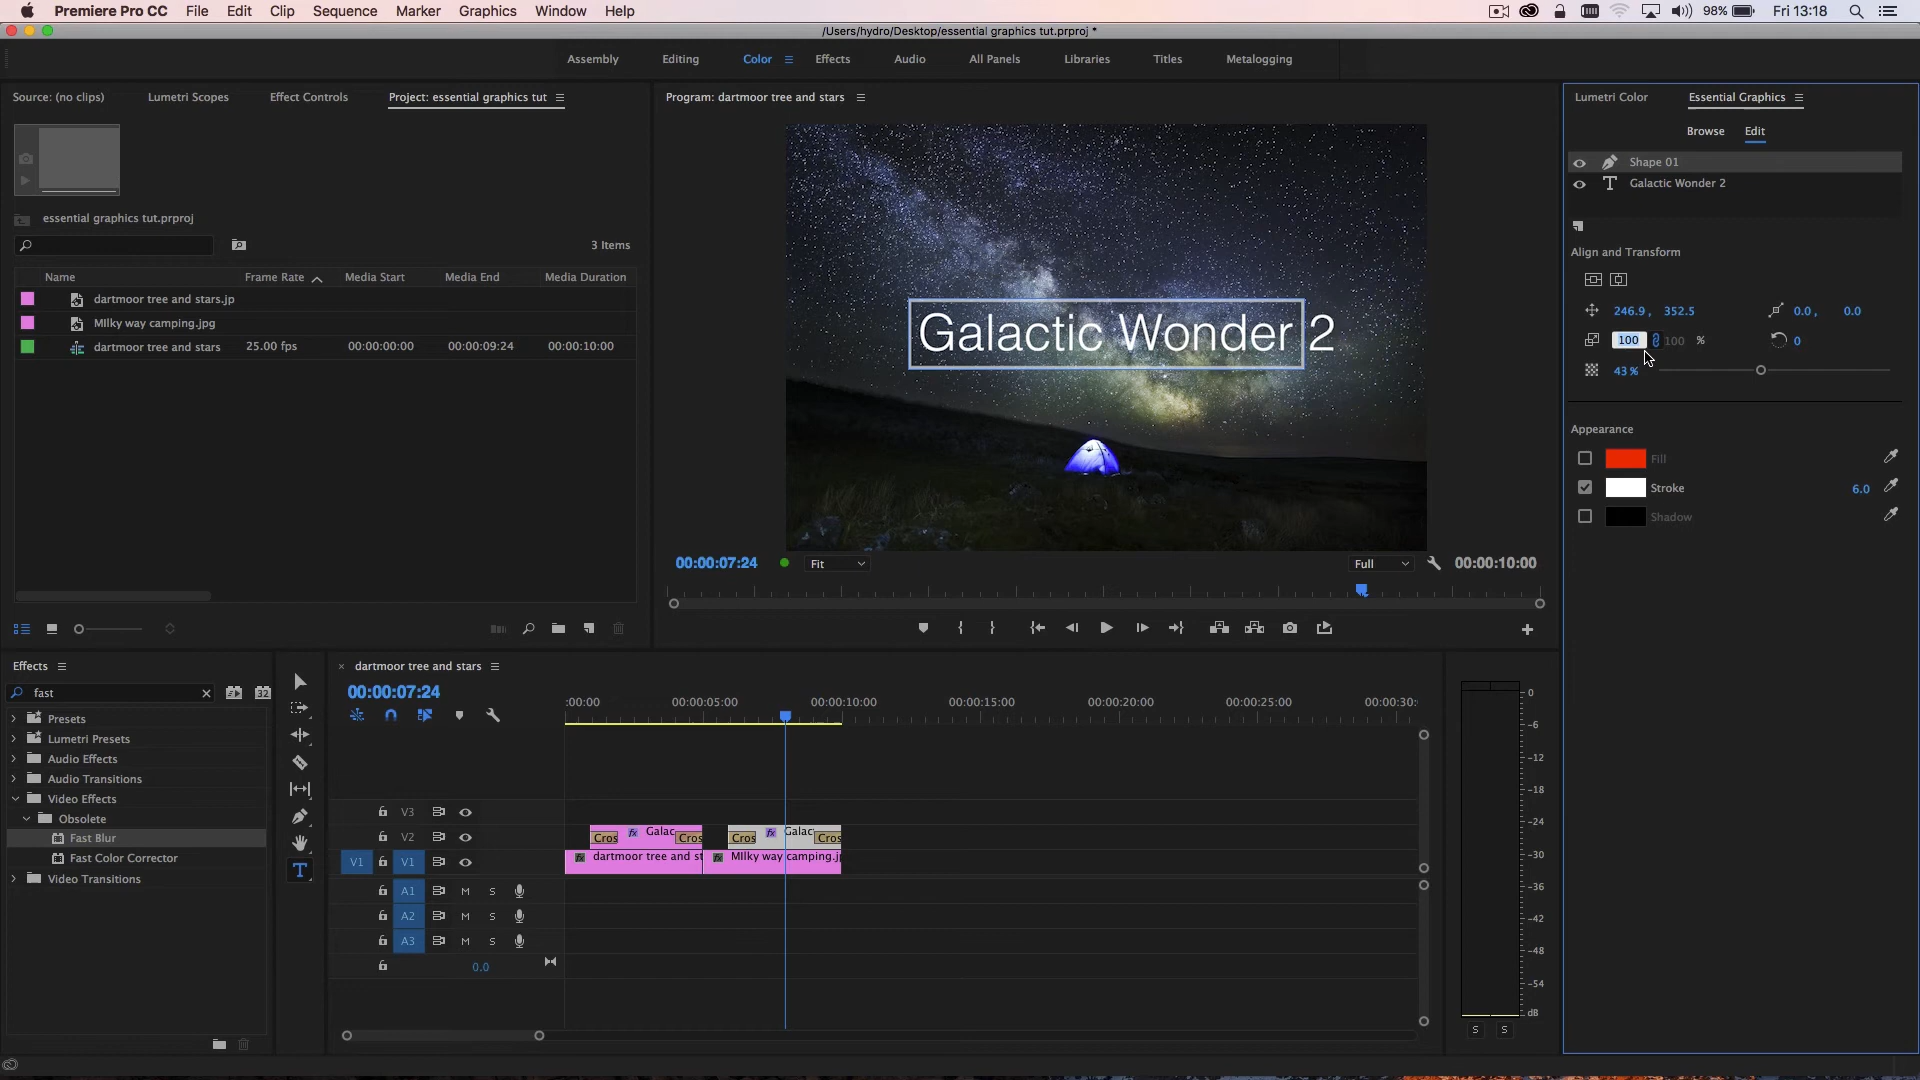 Premiere Pro CC File Edit Clip Sequence Marker Graphics Window Help 98% Fri 13:18
/Users/hydro/Desktop/essential graphics tut.prproj *
Assembly Editing Color Effects Audio All Panels Libraries Titles Metalogging
Source: (no clips) Lumetri Scopes Effect Controls Project: essential graphics tut
essential graphics tut.prproj
3 Items
Name Frame Rate Media Start Media End Media Duration
dartmoor tree and stars.jp
MIlky way camping.jpg
dartmoor tree and stars 25.00 fps 00:00:00:00 00:00:09:24 00:00:10:00
Program: dartmoor tree and stars
Galactic Wonder 2
00:00:07:24 Fit Full 00:00:10:00
Lumetri Color Essential Graphics
Browse Edit
Shape 01
Galactic Wonder 2
Align and Transform
246.9 , 352.5 0.0 , 0.0
100 100 % 0
43 %
Appearance
Fill
Stroke 6.0
Shadow
Effects
fast 32
Presets
Lumetri Presets
Audio Effects
Audio Transitions
Video Effects
Obsolete
Fast Blur
Fast Color Corrector
Video Transitions
dartmoor tree and stars
00:00:07:24
:00:00 00:00:05:00 00:00:10:00 00:00:15:00 00:00:20:00 00:00:25:00 00:00:30:
V3
V2 Cros fx Galac Cros Cros fx Galac Cros
V1 V1 fx dartmoor tree and st fx MIlky way camping.j
A1 M S
A2 M S
A3 M S
0.0
0
-6
-12
-18
-24
-30
-36
-42
-48
-54
dB
S S